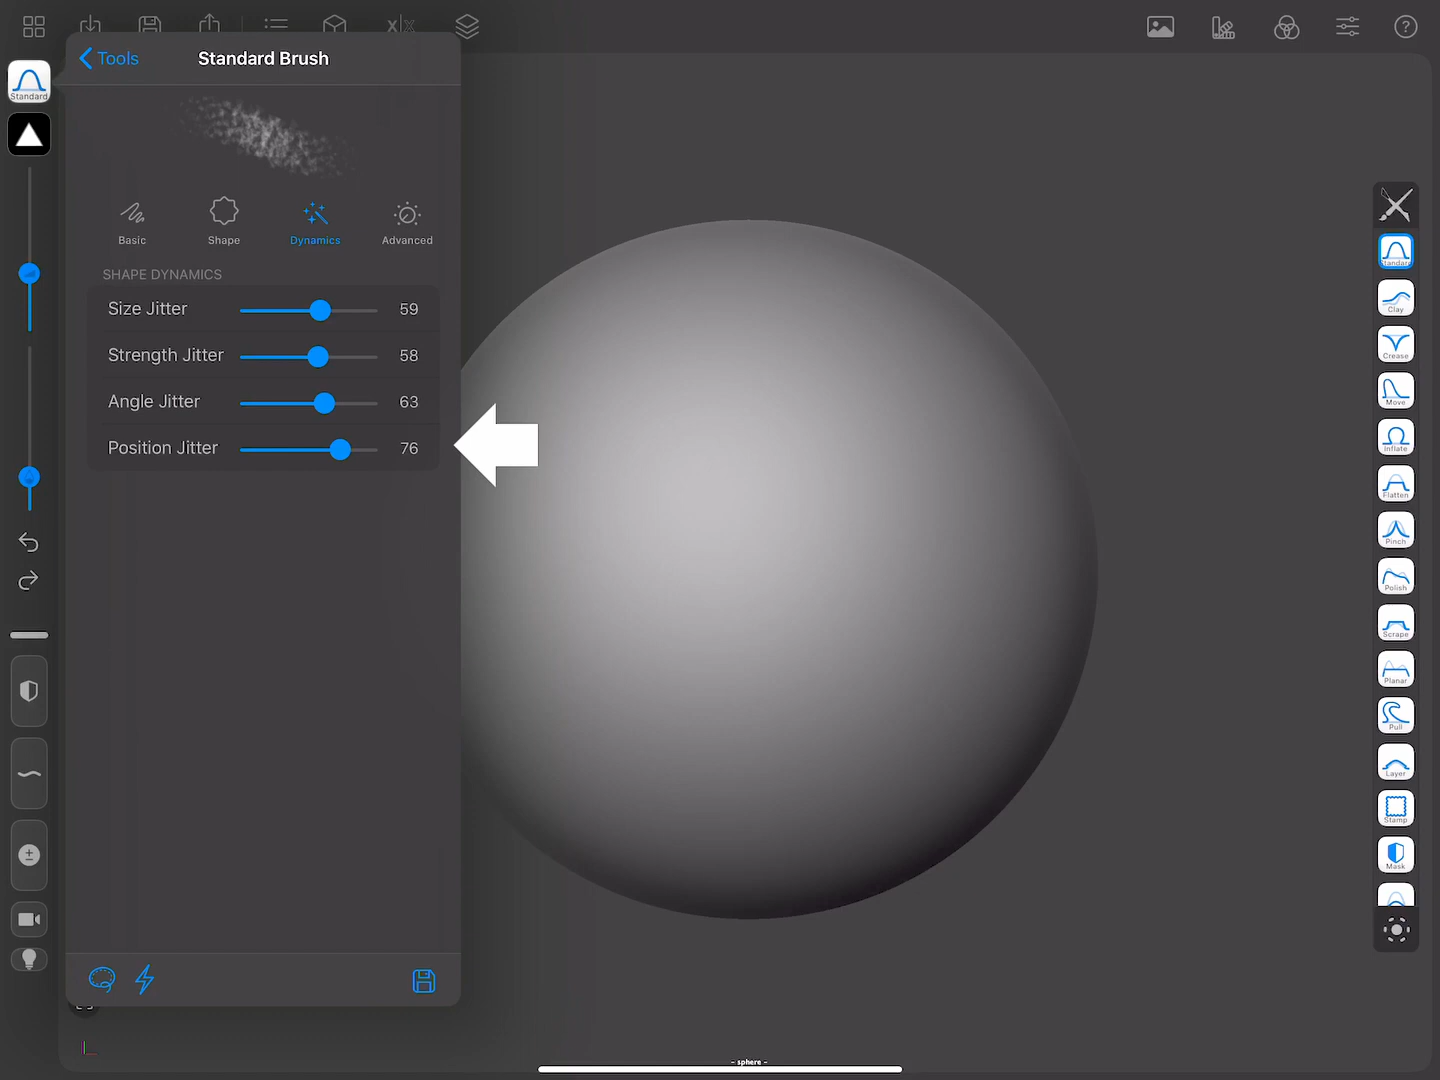 Tools
Standard Brush
Standard
Basic
Shape
Dynamics
Advanced
SHAPE DYNAMICS
Size Jitter 59
Strength Jitter 58
Angle Jitter 63
Position Jitter 76
Standard
Clay
Crease
Move
Inflate
Flatten
Pinch
Polish
Scrape
Planar
Pull
Layer
Stamp
Mask
- sphere -